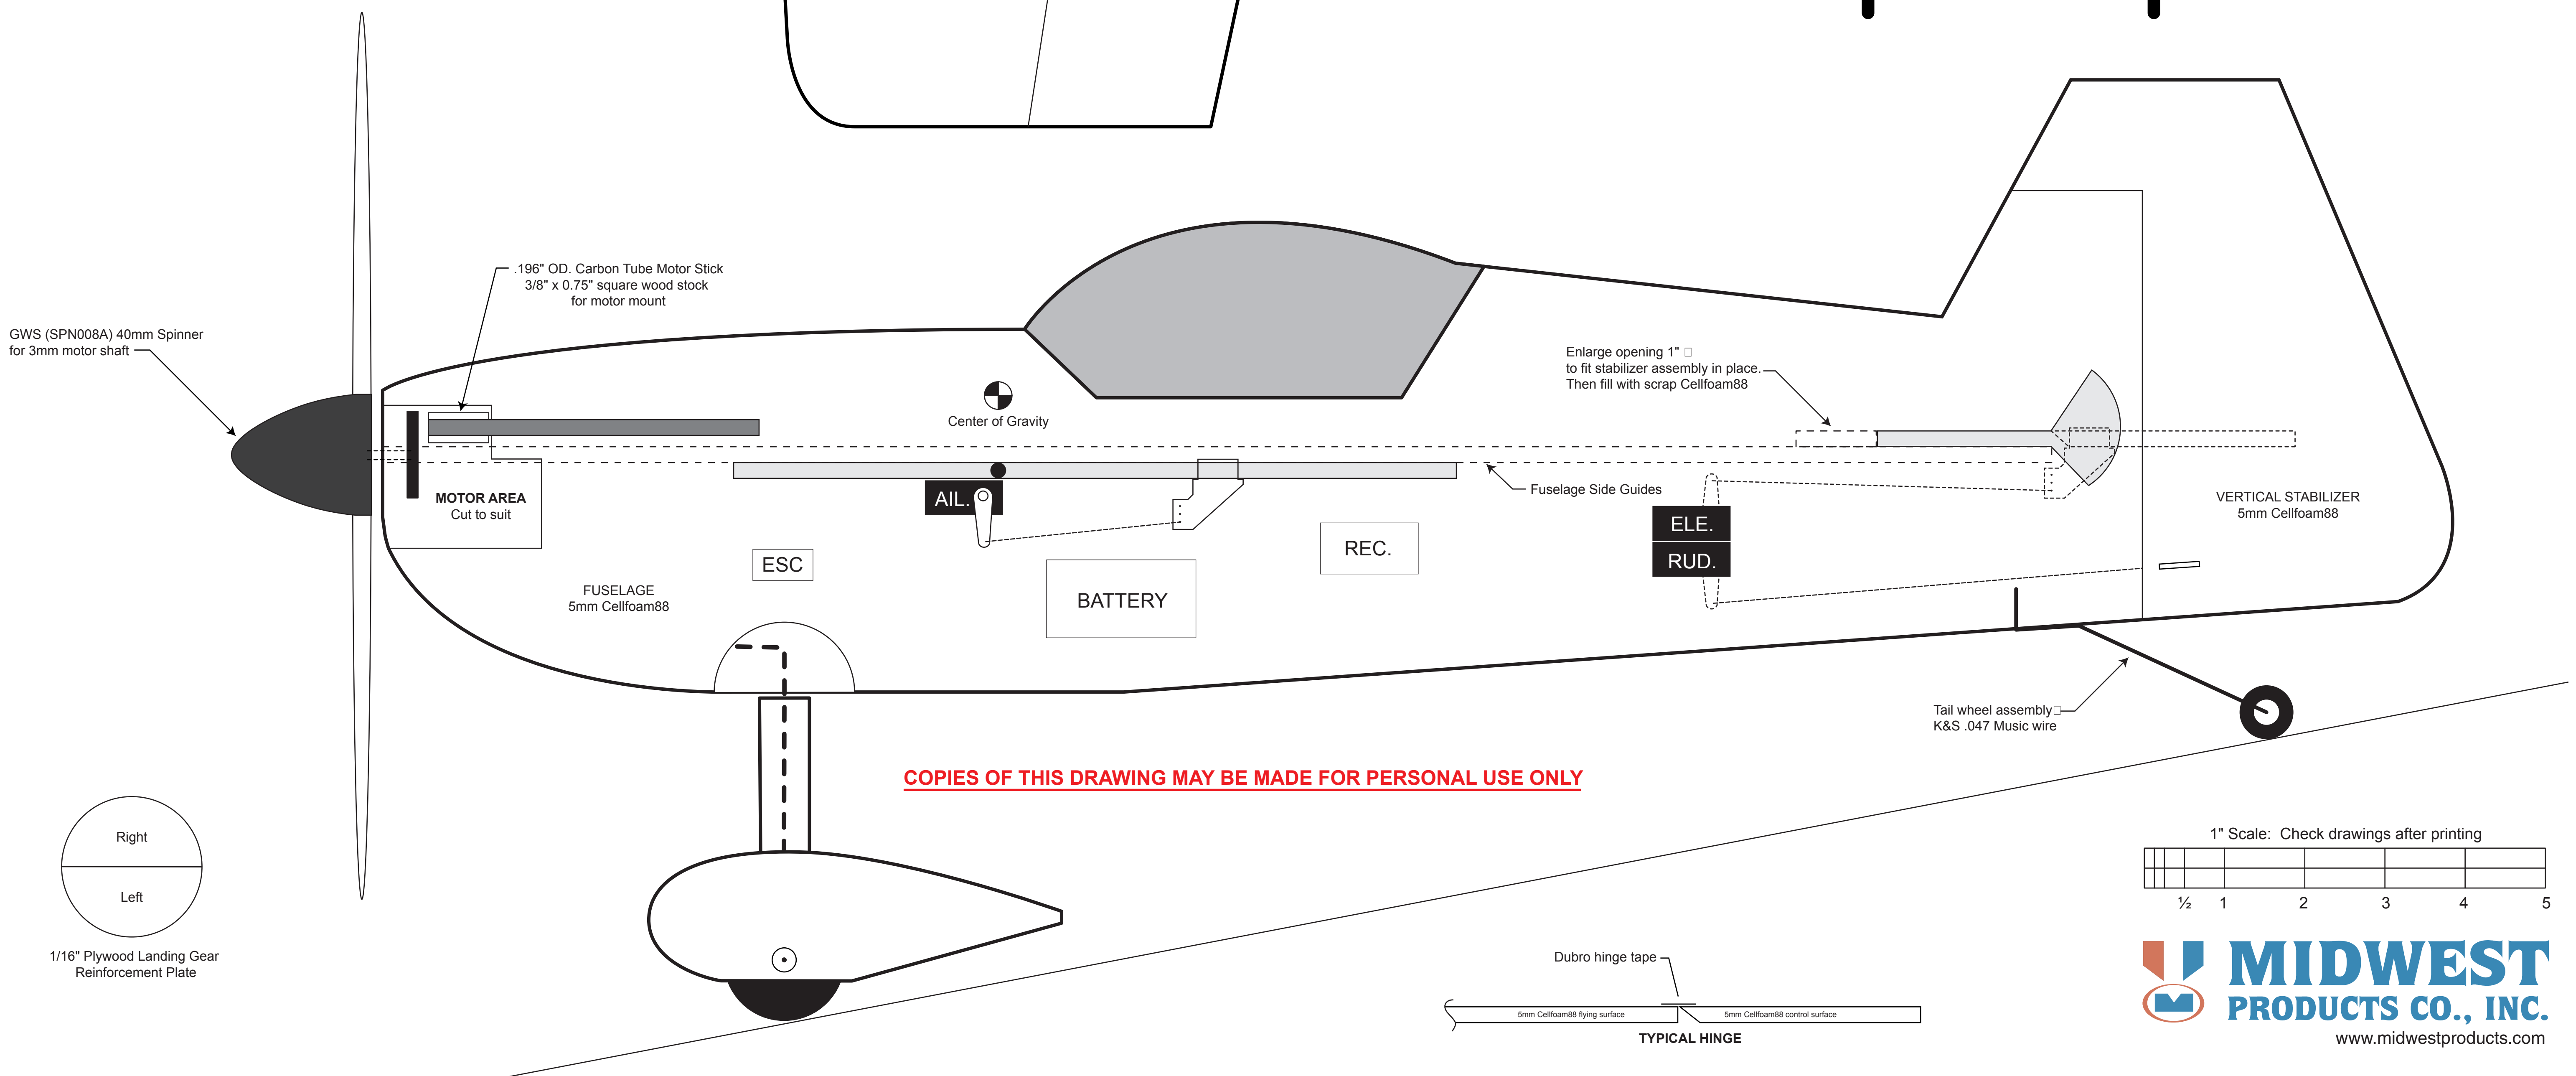 .196" OD. Carbon Tube Motor Stick
3/8" x 0.75" square wood stock
for motor mount
GWS (SPN008A) 40mm Spinner
for 3mm motor shaft
Enlarge opening 1"
to fit stabilizer assembly in place.
Then fill with scrap Cellfoam88
Center of Gravity
MOTOR AREA
Cut to suit
AIL.
Fuselage Side Guides
VERTICAL STABILIZER
5mm Cellfoam88
ELE.
RUD.
REC.
ESC
BATTERY
FUSELAGE
5mm Cellfoam88
Tail wheel assembly
K&S .047 Music wire
COPIES OF THIS DRAWING MAY BE MADE FOR PERSONAL USE ONLY
Right
Left
1/16" Plywood Landing Gear
Reinforcement Plate
1" Scale: Check drawings after printing
½ 1 2 3 4 5
Dubro hinge tape
5mm Cellfoam88 flying surface
5mm Cellfoam88 control surface
TYPICAL HINGE
MIDWEST
PRODUCTS CO., INC.
www.midwestproducts.com